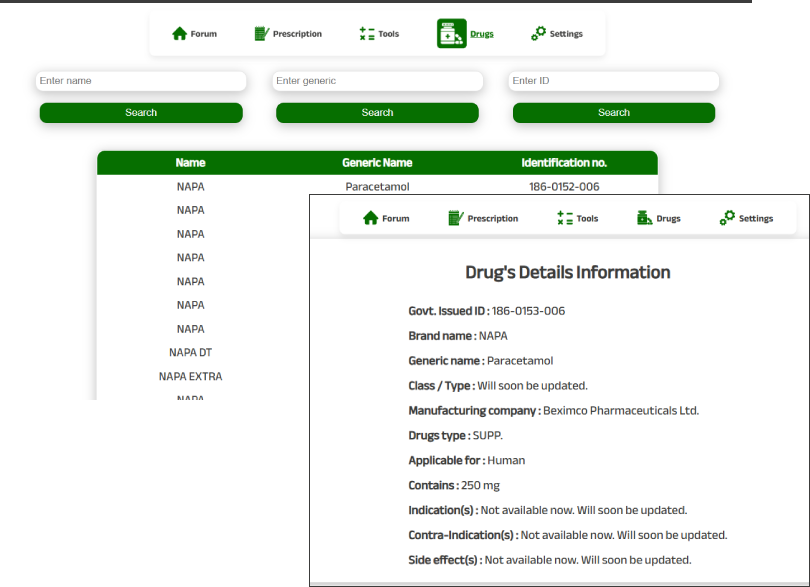 Forum Prescription Tools Drugs Settings
Enter name Enter generic Enter ID
Search Search Search
Name Generic Name Identification no.
NAPA Paracetamol 186-0152-006
NAPA
NAPA
NAPA
NAPA
NAPA
NAPA
NAPA DT
NAPA EXTRA
NAPA
Forum Prescription Tools Drugs Settings
Drug's Details Information
Govt. Issued ID : 186-0153-006
Brand name : NAPA
Generic name : Paracetamol
Class / Type : Will soon be updated.
Manufacturing company : Beximco Pharmaceuticals Ltd.
Drugs type : SUPP.
Applicable for : Human
Contains : 250 mg
Indication(s) : Not available now. Will soon be updated.
Contra-Indication(s) : Not available now. Will soon be updated.
Side effect(s) : Not available now. Will soon be updated.